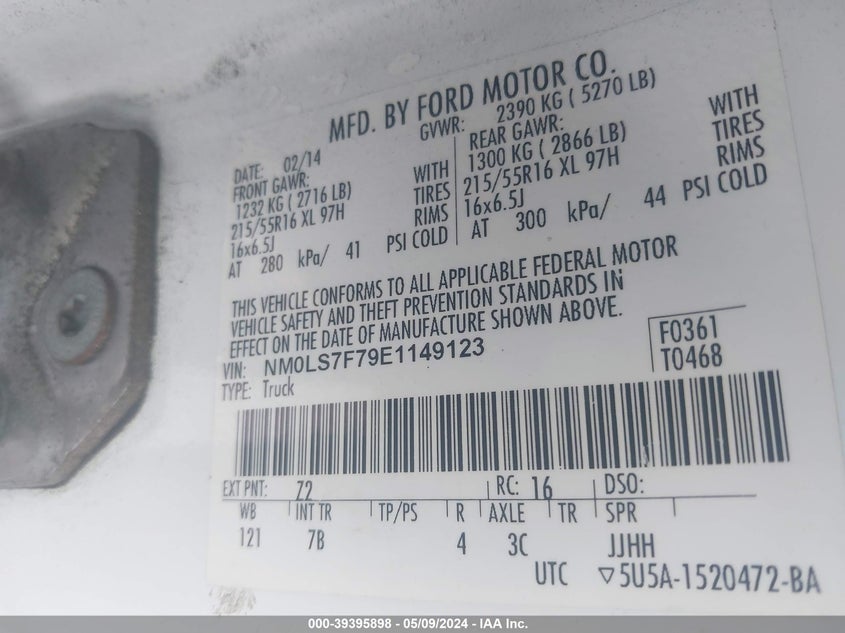 MFD. BY FORD MOTOR CO.
DATE: 02/14
GVWR: 2390 KG ( 5270 LB)
FRONT GAWR:
1232 KG ( 2716 LB) WITH
215/55R16 XL 97H TIRES
16x6.5J RIMS
AT 280 kPa/ 41 PSI COLD
REAR GAWR:
1300 KG ( 2866 LB) WITH
215/55R16 XL 97H TIRES
16x6.5J RIMS
AT 300 kPa/ 44 PSI COLD
THIS VEHICLE CONFORMS TO ALL APPLICABLE FEDERAL MOTOR
VEHICLE SAFETY AND THEFT PREVENTION STANDARDS IN
EFFECT ON THE DATE OF MANUFACTURE SHOWN ABOVE.
VIN: NM0LS7F79E1149123
TYPE: Truck
F0361
T0468
EXT PNT: Z2 RC: 16 DSO:
WB INT TR TP/PS R AXLE TR SPR
121 7B 4 3C JJHH
UTC ▽5U5A-1520472-BA
000-39395898 - 05/09/2024 - IAA Inc.